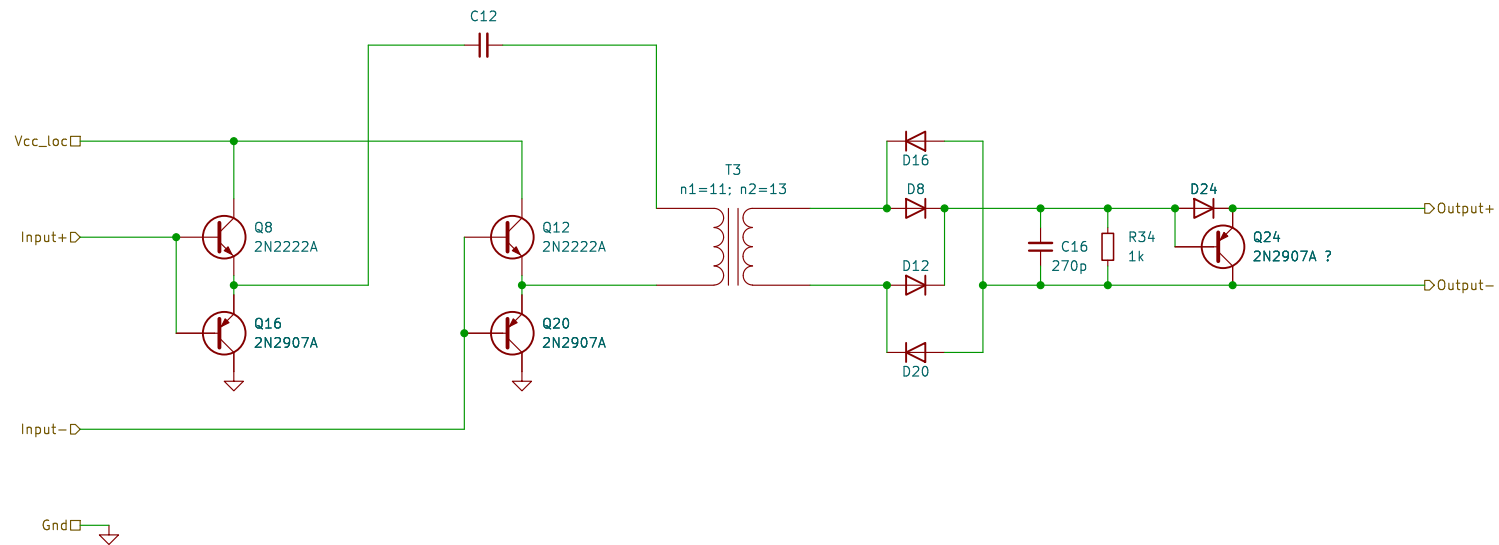 C12
Vcc_loc
D16
T3
n1=11; n2=13
D8
D24
Output+
Input+
Q8
2N2222A
Q12
2N2222A
C16
270p
R34
1k
Q24
2N2907A ?
D12
Output-
Q16
2N2907A
Q20
2N2907A
D20
Input-
Gnd